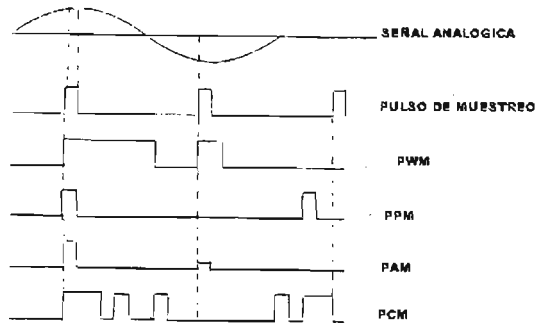 SEÑAL ANALOGICA
PULSO DE MUESTREO
PWM
PPM
PAM
PCM